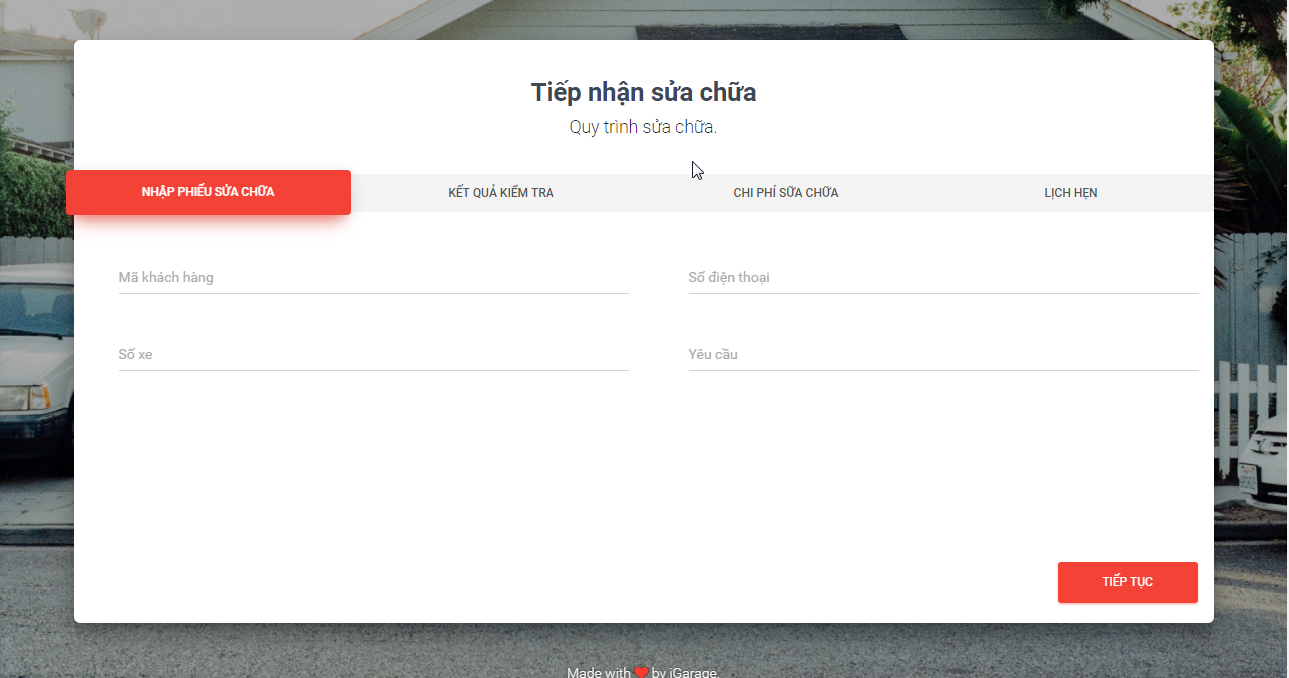 Tiếp nhận sửa chữa
Quy trình sửa chữa.
NHẬP PHIẾU SỬA CHỮA
KẾT QUẢ KIỂM TRA
CHI PHÍ SỮA CHỮA
LỊCH HẸN
Mã khách hàng
Số điện thoại
Số xe
Yêu cầu
TIẾP TỤC
Made with ❤ by iGarage.